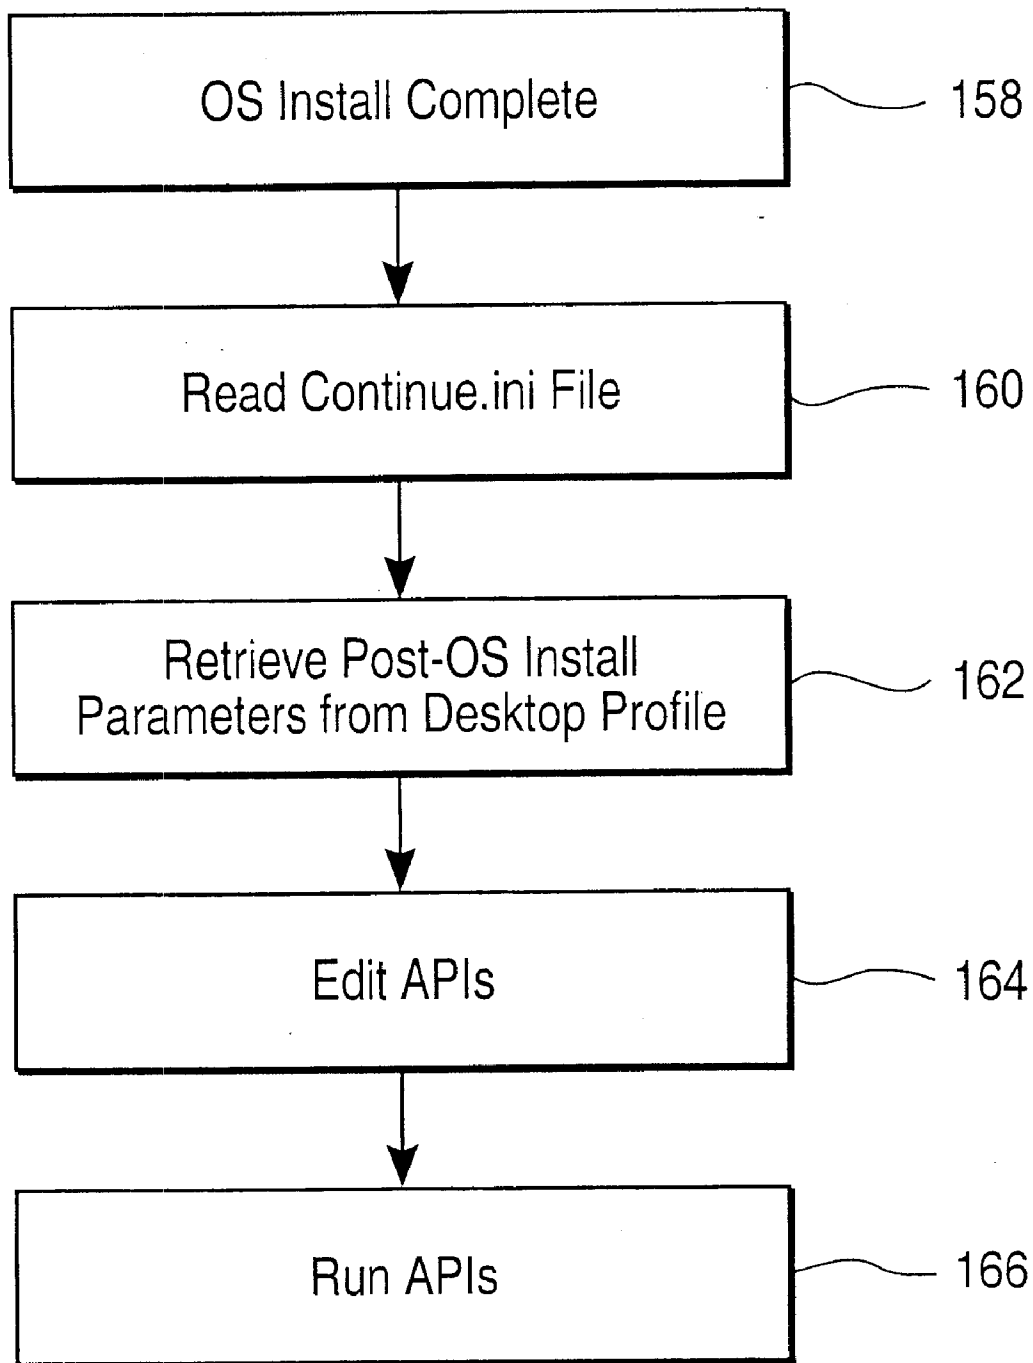 OS Install Complete
158
Read Continue.ini File
160
Retrieve Post-OS Install
Parameters from Desktop Profile
162
Edit APIs
164
Run APIs
166